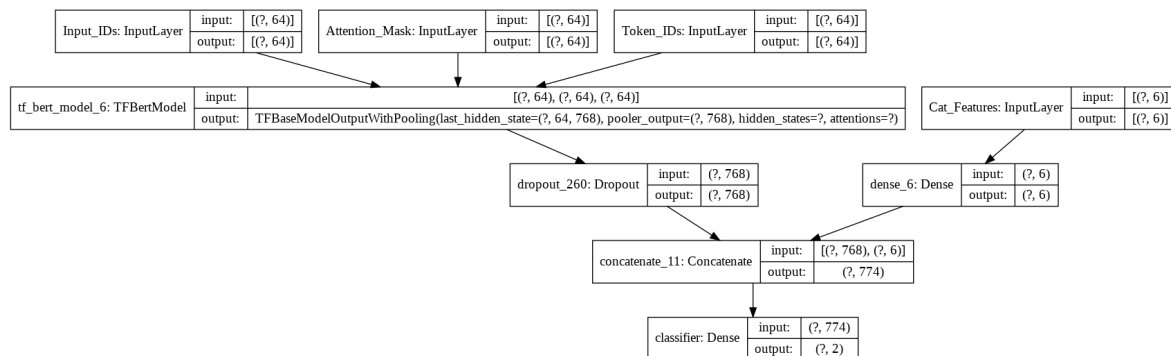 Input_IDs: InputLayer input: [(?, 64)]
output: [(?, 64)]
Attention_Mask: InputLayer input: [(?, 64)]
output: [(?, 64)]
Token_IDs: InputLayer input: [(?, 64)]
output: [(?, 64)]
tf_bert_model_6: TFBertModel input: [(?, 64), (?, 64), (?, 64)]
output: TFBaseModelOutputWithPooling(last_hidden_state=(?, 64, 768), pooler_output=(?, 768), hidden_states=?, attentions=?)
Cat_Features: InputLayer input: [(?, 6)]
output: [(?, 6)]
dropout_260: Dropout input: (?, 768)
output: (?, 768)
dense_6: Dense input: (?, 6)
output: (?, 6)
concatenate_11: Concatenate input: [(?, 768), (?, 6)]
output: (?, 774)
classifier: Dense input: (?, 774)
output: (?, 2)